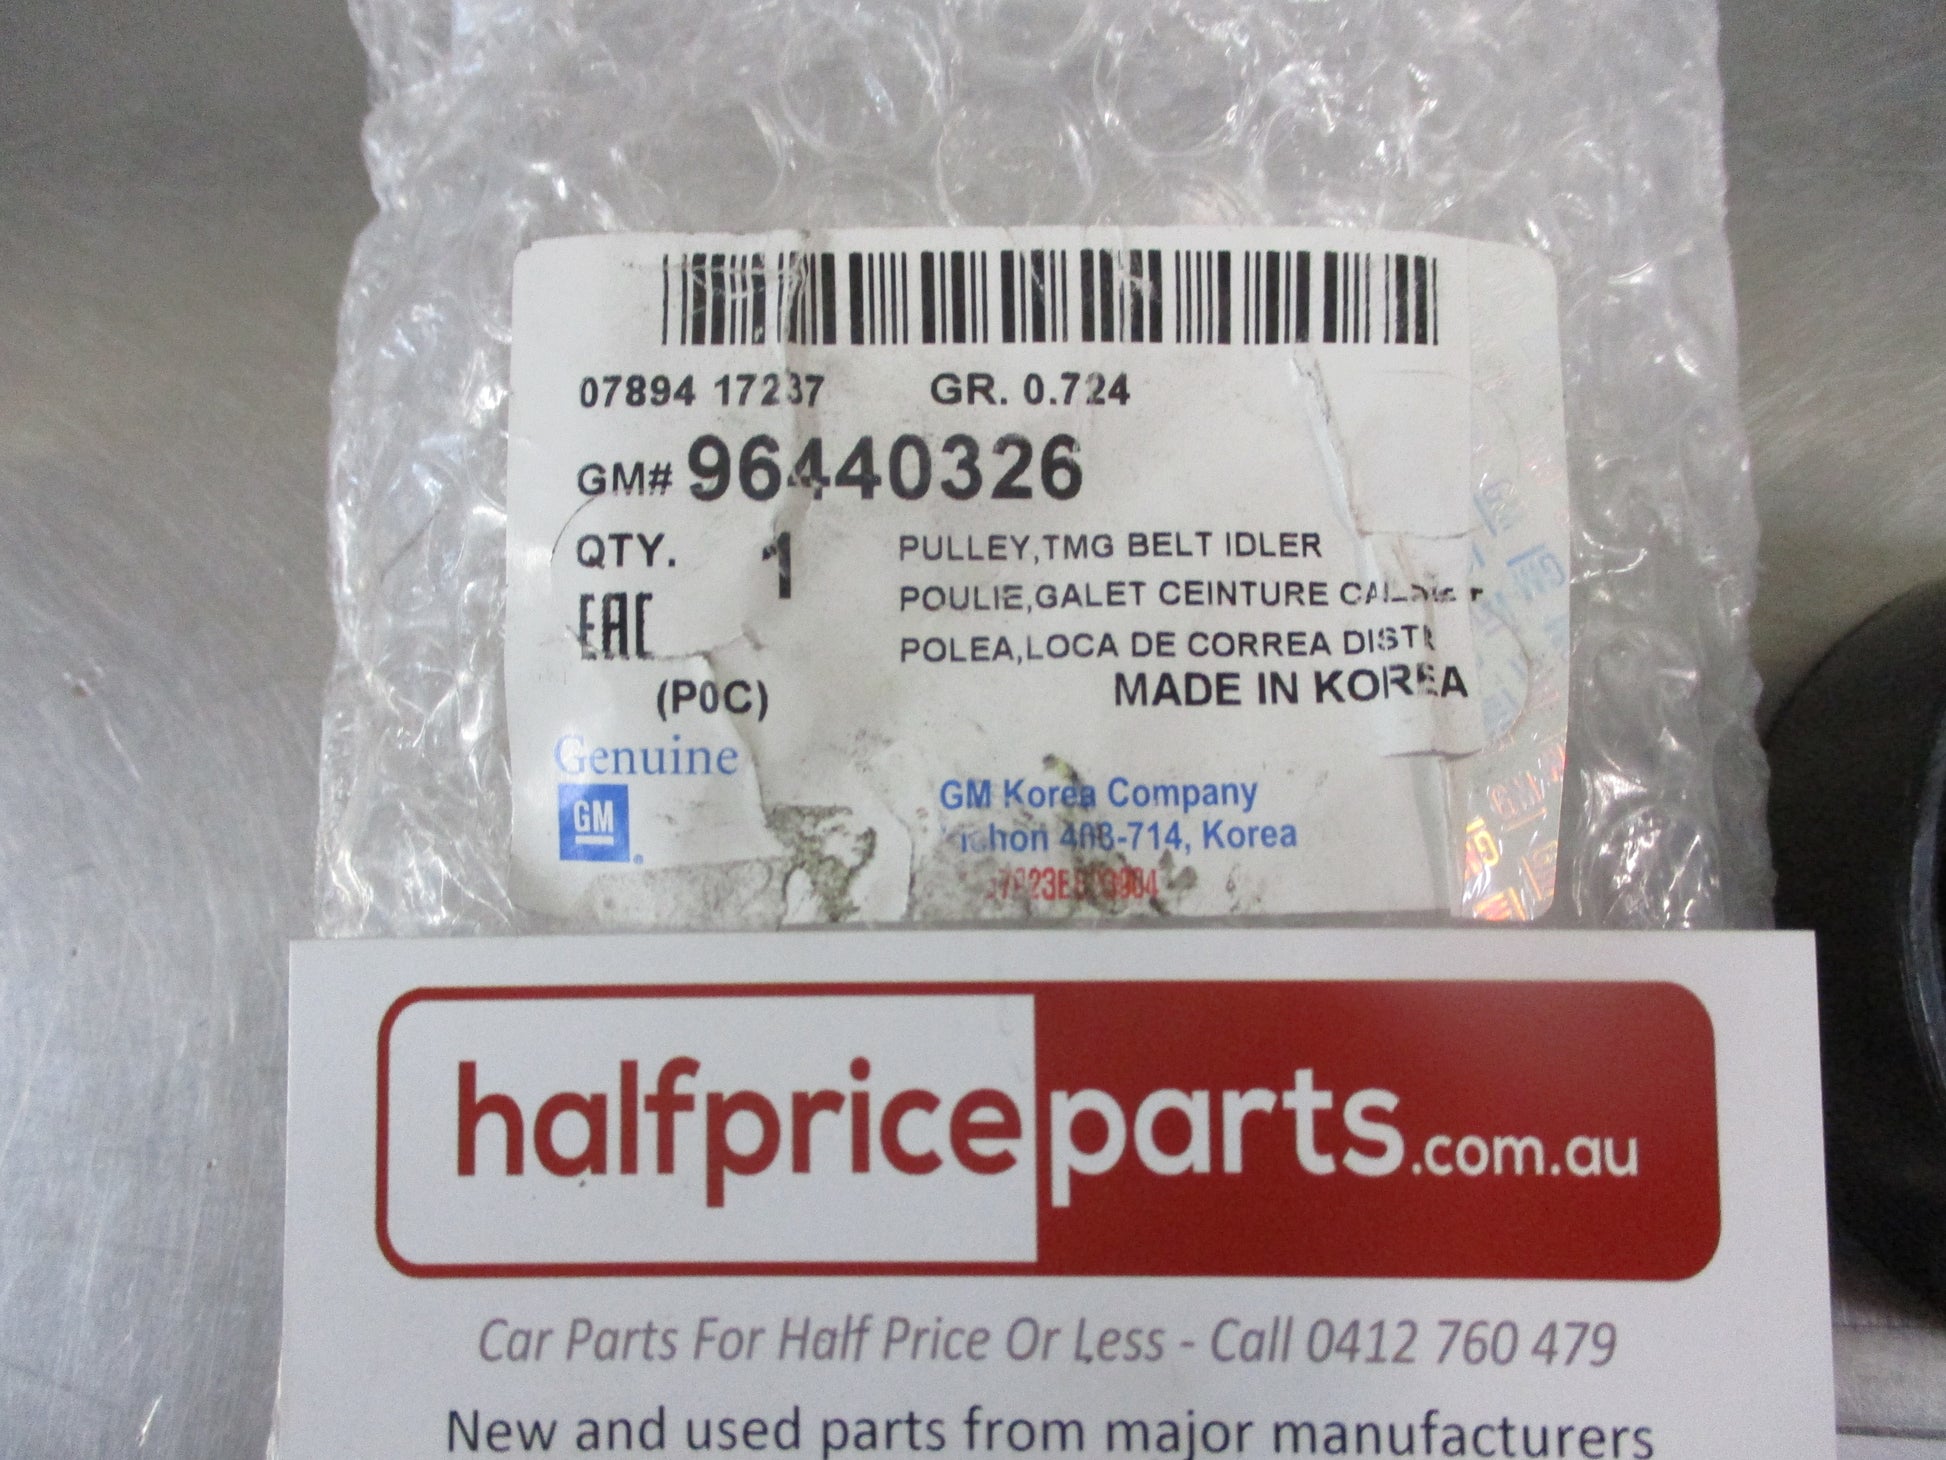 07894 17237 GR. 0.724
GM# 96440326
QTY. 1 PULLEY,TMG BELT IDLER
POULIE,GALET CEINTURE
EAC POLEA,LOCA DE CORREA
(P0C) MADE IN KOREA
Genuine
GM
GM Korea Company
Korea
halfpriceparts.com.au
Car Parts For Half Price Or Less - Call 0412 760 479
New and used parts from major manufacturers